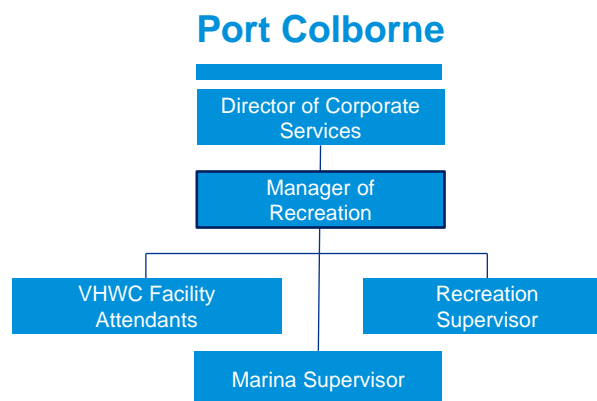 Port Colborne
Director of Corporate
Services
Manager of
Recreation
VHWC Facility
Attendants
Recreation
Supervisor
Marina Supervisor